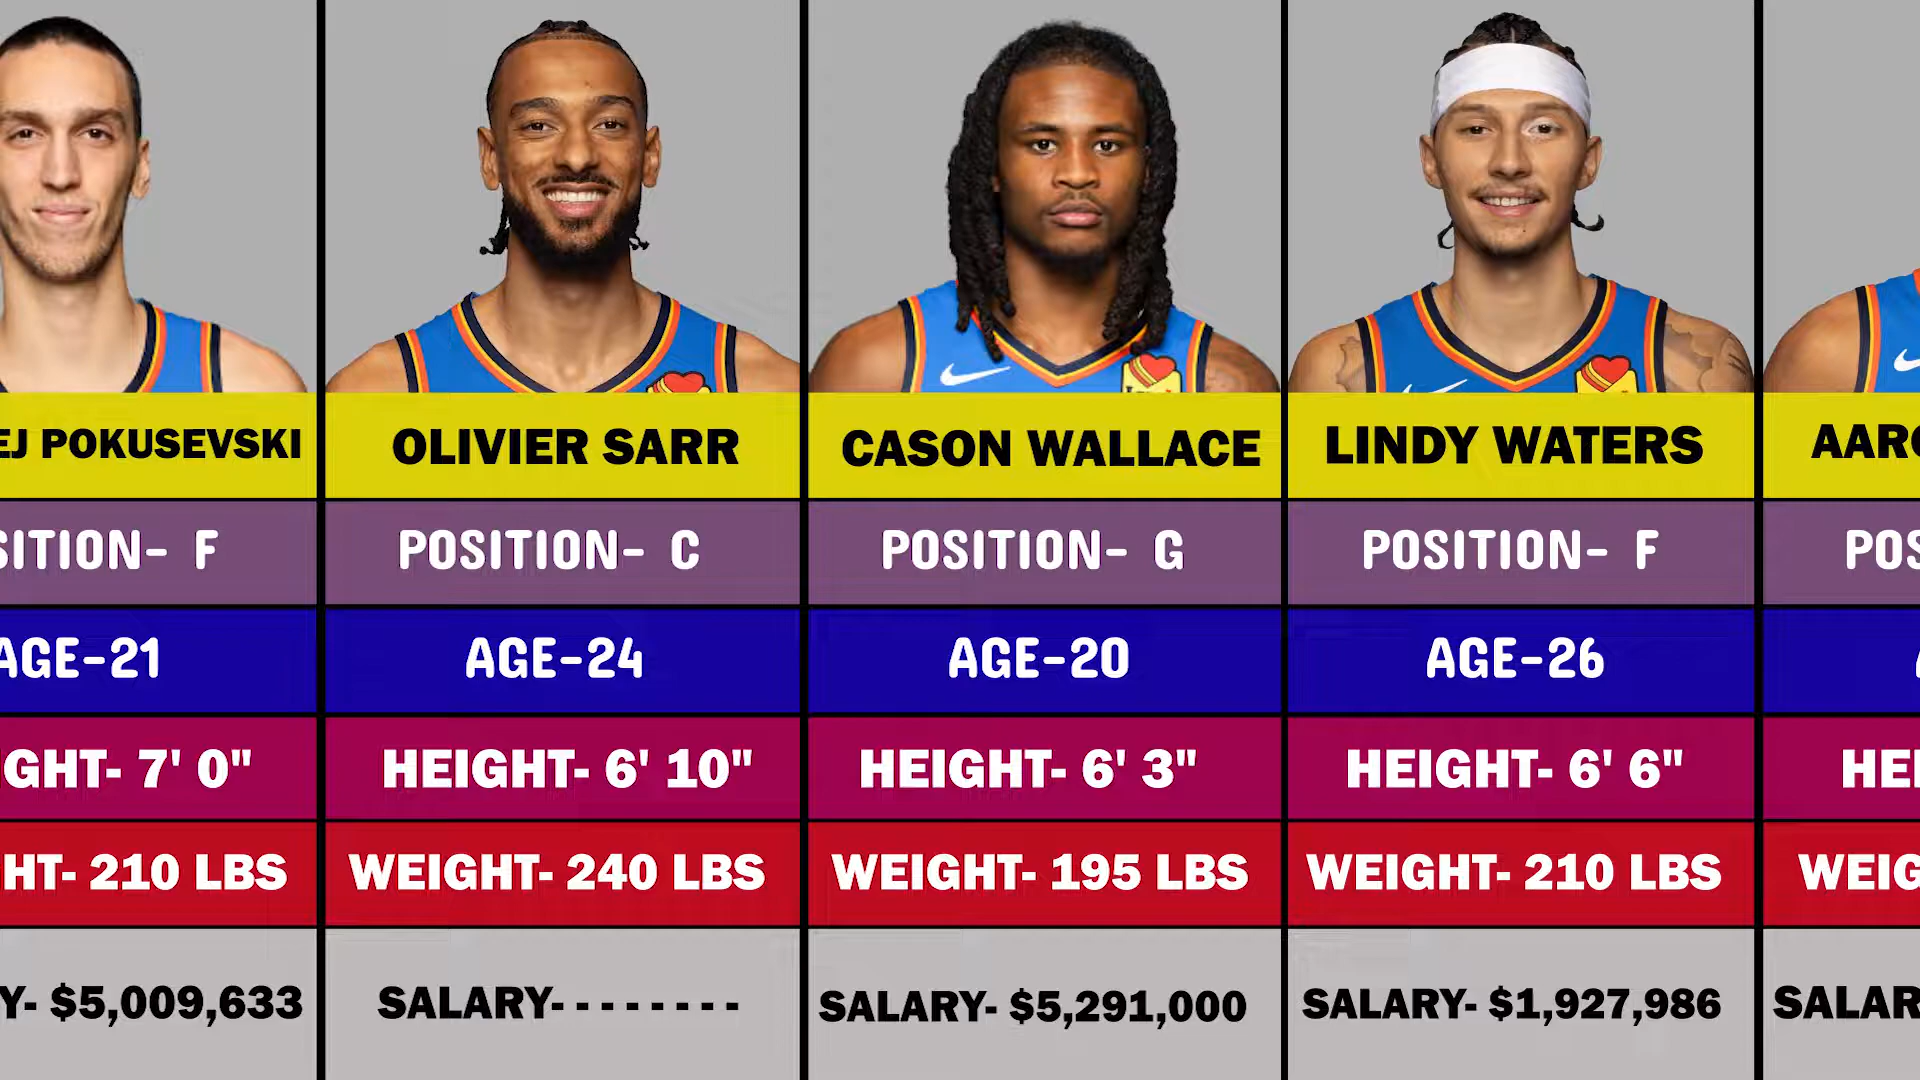 EJ POKUSEVSKI
SITION- F
AGE-21
GHT- 7' 0"
HT- 210 LBS
Y- $5,009,633
OLIVIER SARR
POSITION- C
AGE-24
HEIGHT- 6' 10"
WEIGHT- 240 LBS
SALARY--------
CASON WALLACE
POSITION- G
AGE-20
HEIGHT- 6' 3"
WEIGHT- 195 LBS
SALARY- $5,291,000
LINDY WATERS
POSITION- F
AGE-26
HEIGHT- 6' 6"
WEIGHT- 210 LBS
SALARY- $1,927,986
AARO
POS
HEI
WEIG
SALAR